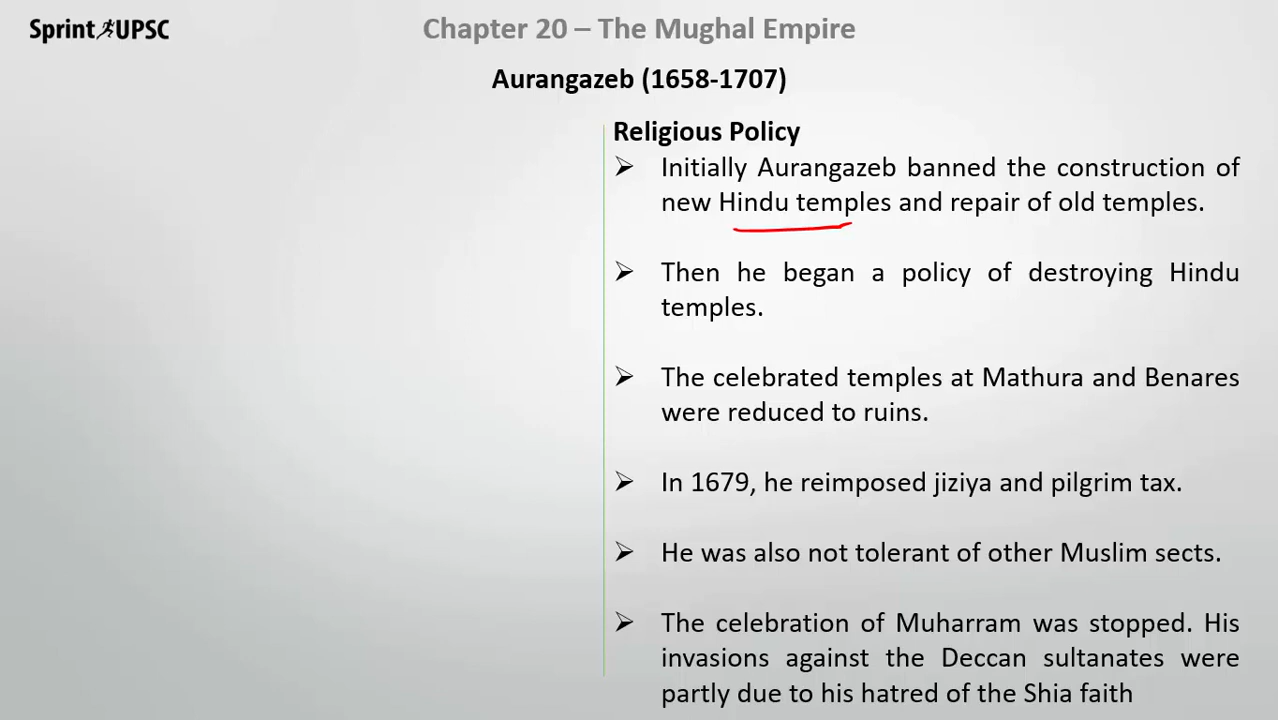 Sprint UPSC
Chapter 20 – The Mughal Empire
Aurangazeb (1658-1707)
Religious Policy
➢ Initially Aurangazeb banned the construction of
new Hindu temples and repair of old temples.
➢ Then he began a policy of destroying Hindu
temples.
➢ The celebrated temples at Mathura and Benares
were reduced to ruins.
➢ In 1679, he reimposed jiziya and pilgrim tax.
➢ He was also not tolerant of other Muslim sects.
➢ The celebration of Muharram was stopped. His
invasions against the Deccan sultanates were
partly due to his hatred of the Shia faith